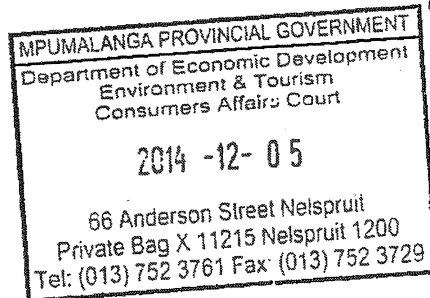 MPUMALANGA PROVINCIAL GOVERNMENT
Department of Economic Development
Environment & Tourism
Consumers Affairs Court
2014 -12- 05
66 Anderson Street Nelspruit
Private Bag X 11215 Nelspruit 1200
Tel: (013) 752 3761 Fax: (013) 752 3729